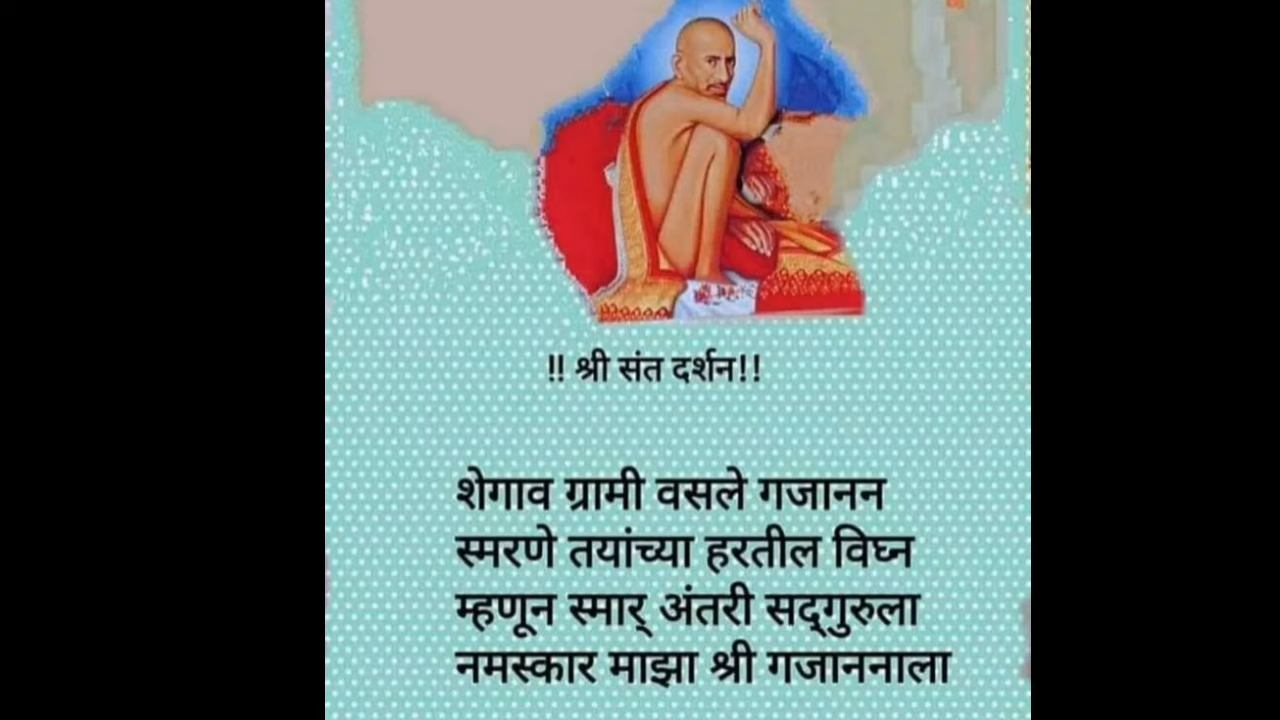 !! श्री संत दर्शन!!
शेगाव ग्रामी वसले गजानन
स्मरणे तयांच्या हरतील विघ्न
म्हणून स्मार् अंतरी सद्‌गुरुला
नमस्कार माझा श्री गजाननाला